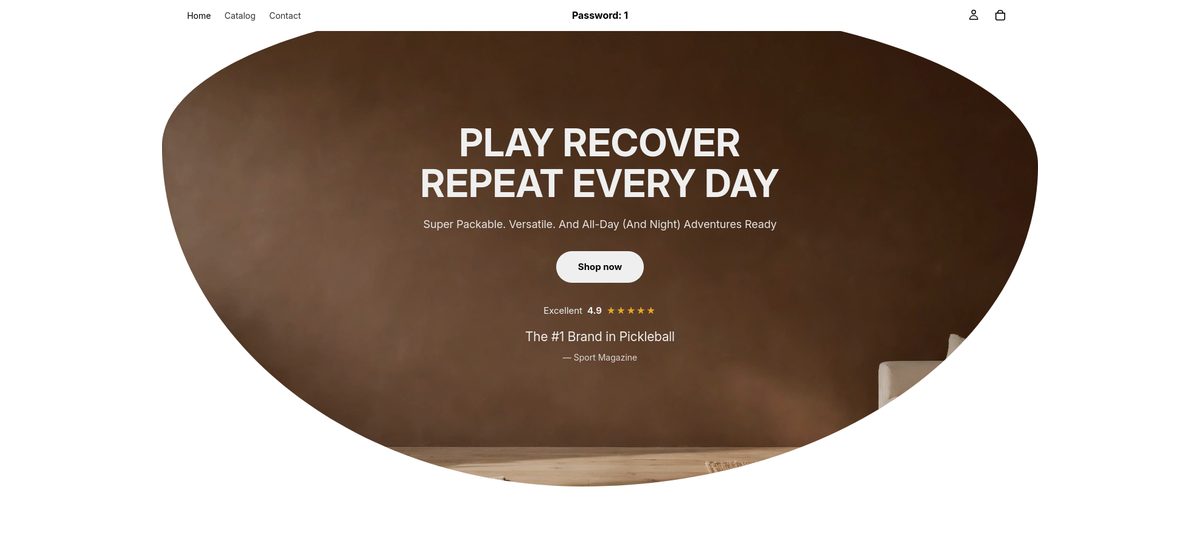 Home Catalog Contact
Password: 1
PLAY RECOVER
REPEAT EVERY DAY
Super Packable. Versatile. And All-Day (And Night) Adventures Ready
Shop now
Excellent 4.9 ★★★★★
The #1 Brand in Pickleball
— Sport Magazine